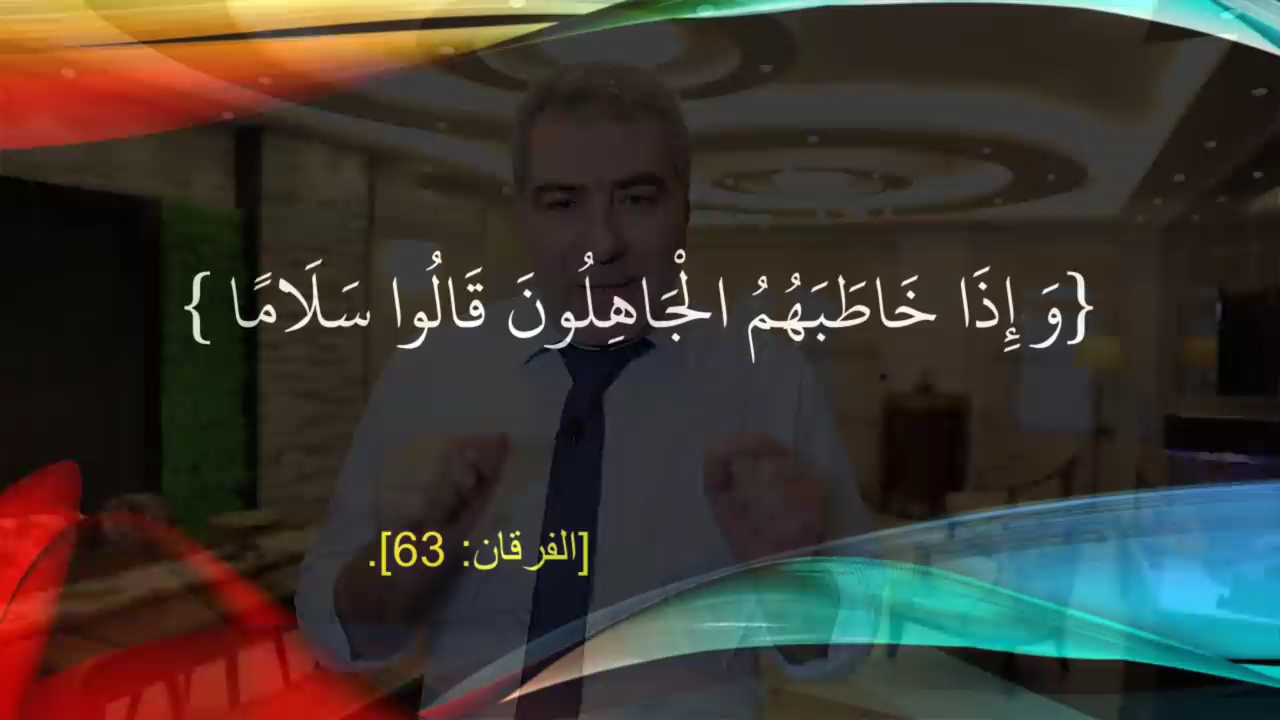 {وَإِذَا خَاطَبَهُمُ الْجَاهِلُونَ قَالُوا سَلَامًا }
[الفرقان: 63].